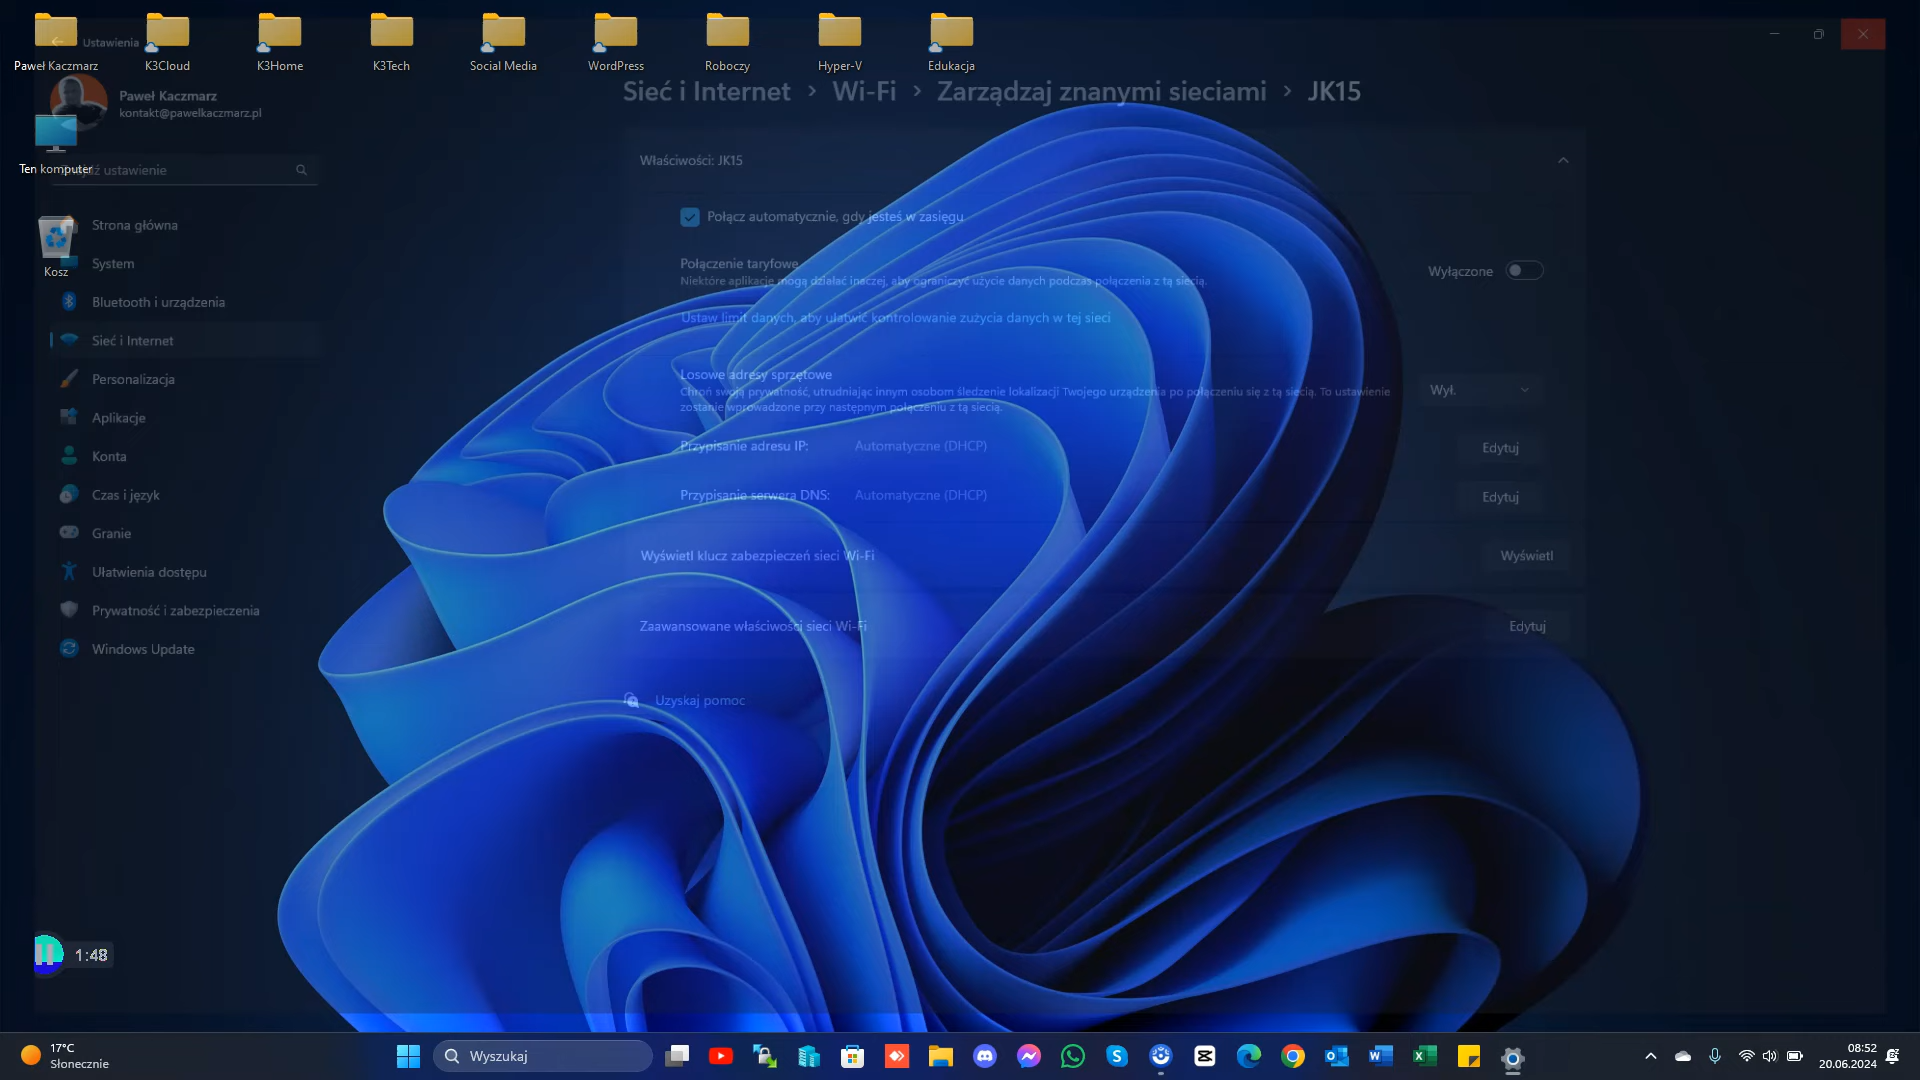 Paweł Kaczmarz
K3Cloud
K3Home
K3Tech
Social Media
WordPress
Roboczy
Hyper-V
Edukacja
Ustawienia
Paweł Kaczmarz
kontakt@pawelkaczmarz.pl
Ten komputer
ustawienie
Kosz
Strona główna
System
Bluetooth i urządzenia
Sieć i Internet
Personalizacja
Aplikacje
Konta
Czas i język
Granie
Ułatwienia dostępu
Prywatność i zabezpieczenia
Windows Update
Sieć i Internet > Wi-Fi > Zarządzaj znanymi sieciami > JK15
Właściwości: JK15
Połącz automatycznie, gdy jesteś w zasięgu
Połączenie taryfowe
Niektóre aplikacje mogą działać inaczej, aby ograniczyć użycie danych podczas połączenia z tą siecią.
Wyłączone
Ustaw limit danych, aby ułatwić kontrolowanie zużycia danych w tej sieci
Losowe adresy sprzętowe
Chroń swoją prywatność, utrudniając innym osobom śledzenie lokalizacji Twojego urządzenia po połączeniu się z tą siecią. To ustawienie
zostanie wprowadzone przy następnym połączeniu z tą siecią.
Wył.
Przypisanie adresu IP: Automatyczne (DHCP) Edytuj
Przypisanie serwera DNS: Automatyczne (DHCP) Edytuj
Wyświetl klucz zabezpieczeń sieci Wi-Fi Wyświetl
Zaawansowane właściwości sieci Wi-Fi Edytuj
Uzyskaj pomoc
1:48
17°C
Słonecznie
Wyszukaj
08:52
20.06.2024